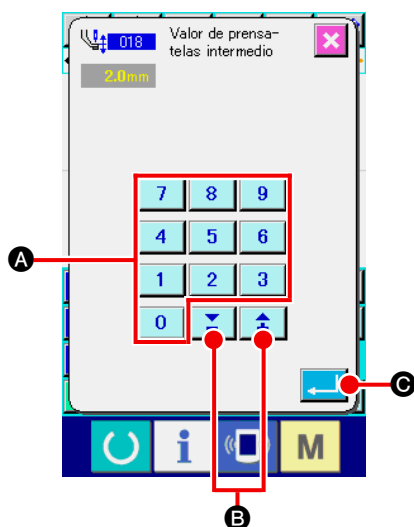 018
Valor de prensa-
telas intermedio
2.0mm
7 8 9
4 5 6
1 2 3
0
A
B
C
i
M